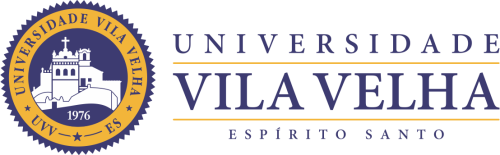 UNIVERSIDADE VILA VELHA
1976
UVV ★ ES
UNIVERSIDADE
VILA VELHA
ESPÍRITO SANTO